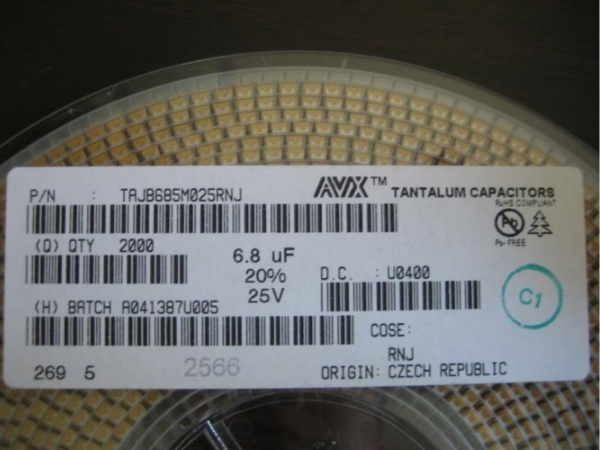 P/N : TAJB685M025RNJ
AVX™ TANTALUM CAPACITORS
RoHS COMPLIANT
Pb
Pb-FREE
(Q) QTY 2000
6.8 uF
20%
25V
D.C. : U0400
C1
(H) BATCH A041387U005
COSE:
RNJ
269 5
2566
ORIGIN: CZECH REPUBLIC